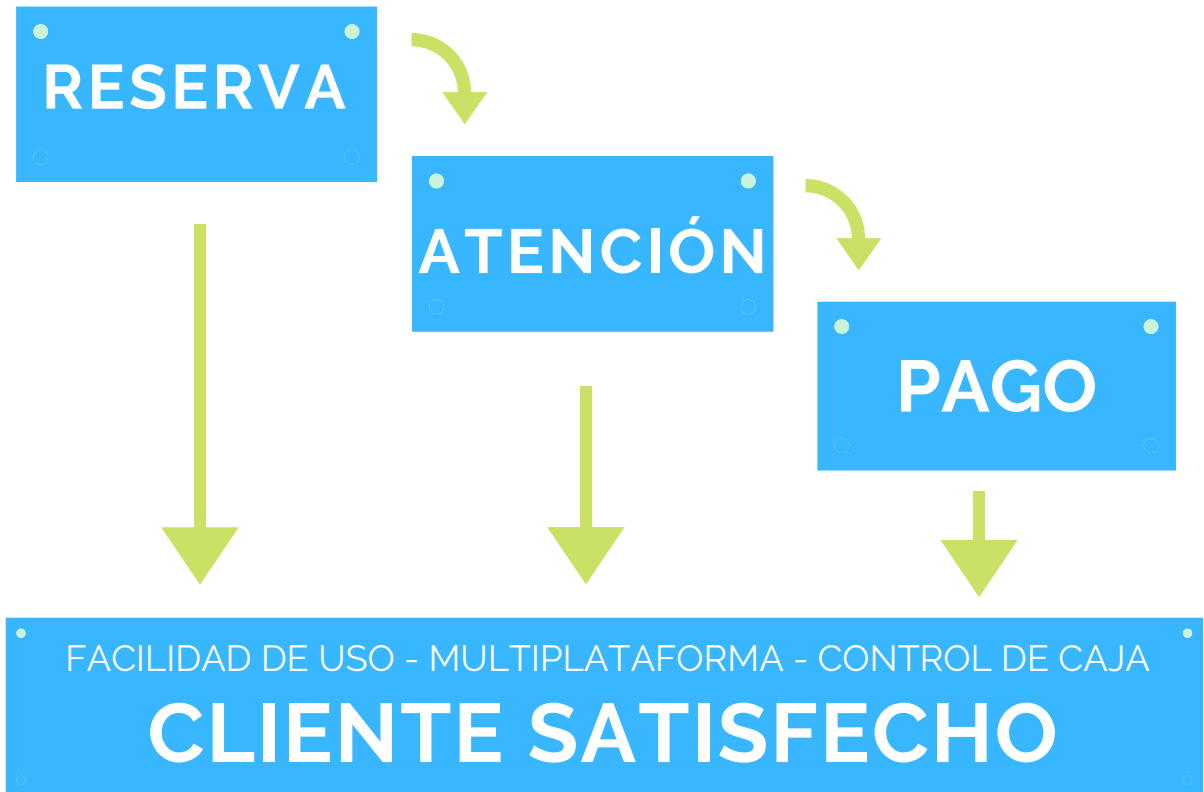 RESERVA
ATENCIÓN
PAGO
FACILIDAD DE USO - MULTIPLATAFORMA - CONTROL DE CAJA
CLIENTE SATISFECHO